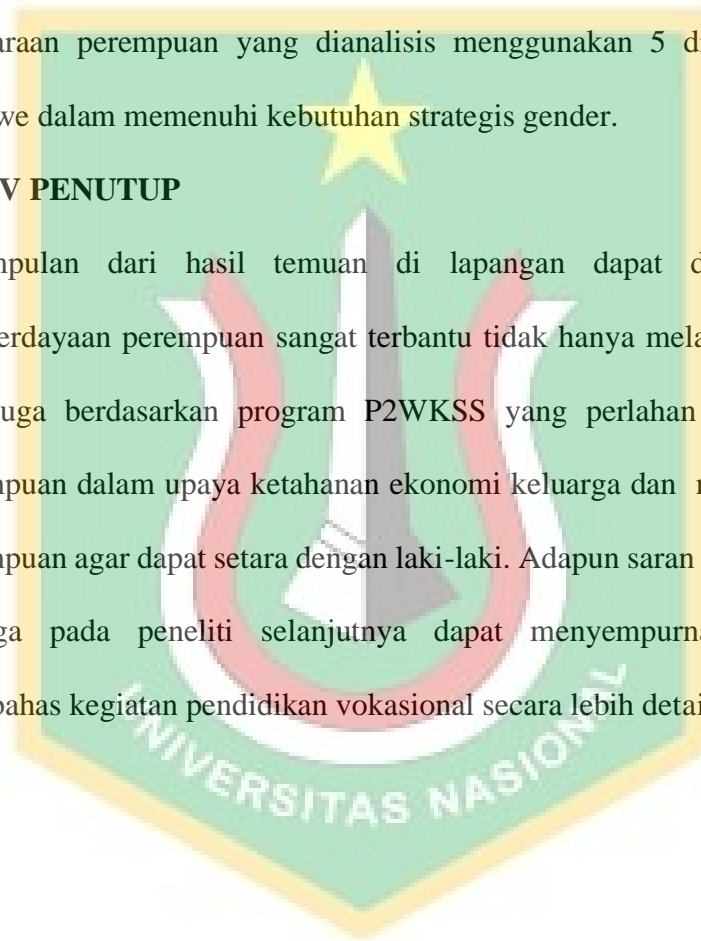 araan perempuan yang dianalisis menggunakan 5 di
we dalam memenuhi kebutuhan strategis gender.
V PENUTUP
mpulan dari hasil temuan di lapangan dapat d
erdayaan perempuan sangat terbantu tidak hanya mela
uga berdasarkan program P2WKSS yang perlahan
mpuan dalam upaya ketahanan ekonomi keluarga dan r
mpuan agar dapat setara dengan laki-laki. Adapun saran
ga pada peneliti selanjutnya dapat menyempurna
bahas kegiatan pendidikan vokasional secara lebih detai
UNIVERSITAS NASIONAL